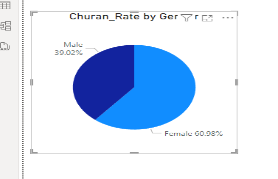 Churan_Rate by Ger r
Male
39.02%
Female 60.98%